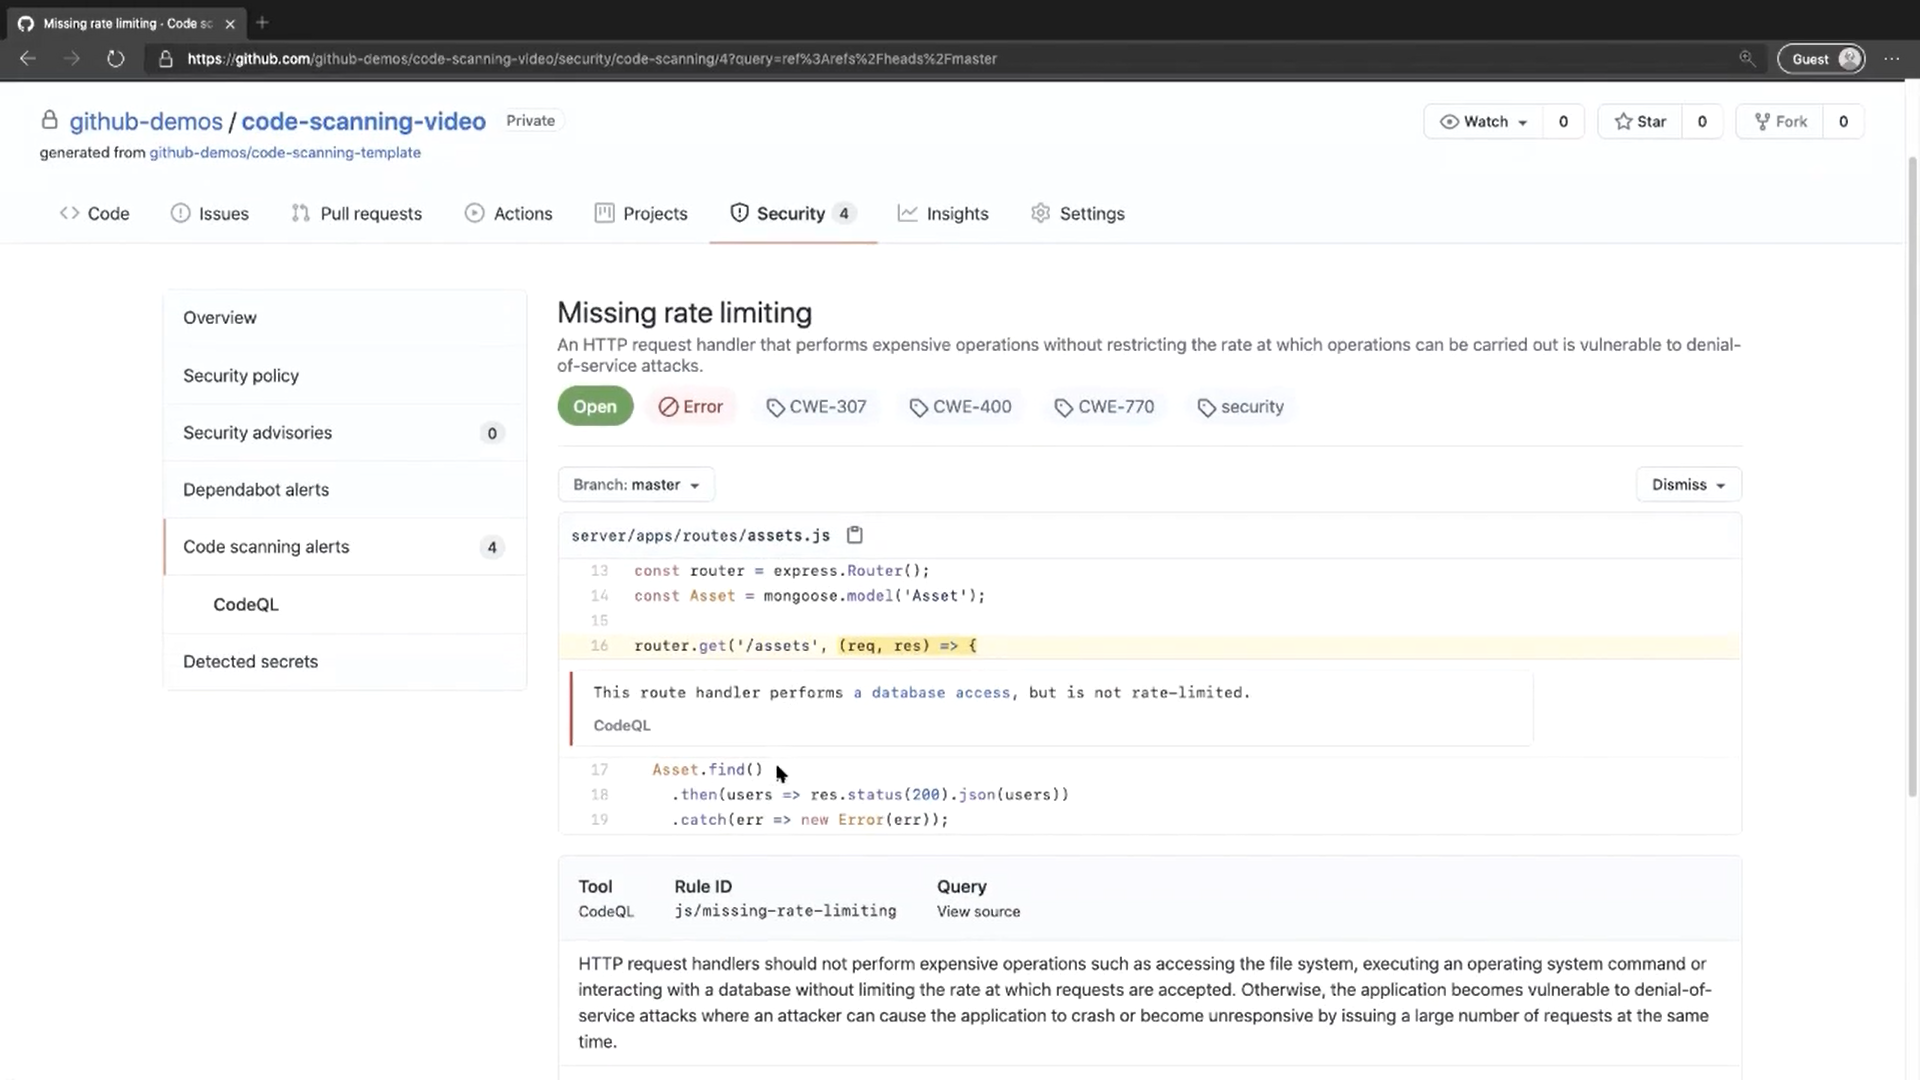 Missing rate limiting · Code sc
https://github.com/github-demos/code-scanning-video/security/code-scanning/4?query=ref%3Arefs%2Fheads%2Fmaster
Guest
github-demos / code-scanning-video Private
Watch 0 Star 0 Fork 0
generated from github-demos/code-scanning-template
Code Issues Pull requests Actions Projects Security 4 Insights Settings
Overview
Security policy
Security advisories 0
Dependabot alerts
Code scanning alerts 4
CodeQL
Detected secrets
Missing rate limiting
An HTTP request handler that performs expensive operations without restricting the rate at which operations can be carried out is vulnerable to denial-
of-service attacks.
Open Error CWE-307 CWE-400 CWE-770 security
Branch: master Dismiss
server/apps/routes/assets.js
13 const router = express.Router();
14 const Asset = mongoose.model('Asset');
15
16 router.get('/assets', (req, res) => {
This route handler performs a database access, but is not rate-limited.
CodeQL
17 Asset.find()
18 .then(users => res.status(200).json(users))
19 .catch(err => new Error(err));
Tool Rule ID Query
CodeQL js/missing-rate-limiting View source
HTTP request handlers should not perform expensive operations such as accessing the file system, executing an operating system command or
interacting with a database without limiting the rate at which requests are accepted. Otherwise, the application becomes vulnerable to denial-of-
service attacks where an attacker can cause the application to crash or become unresponsive by issuing a large number of requests at the same
time.